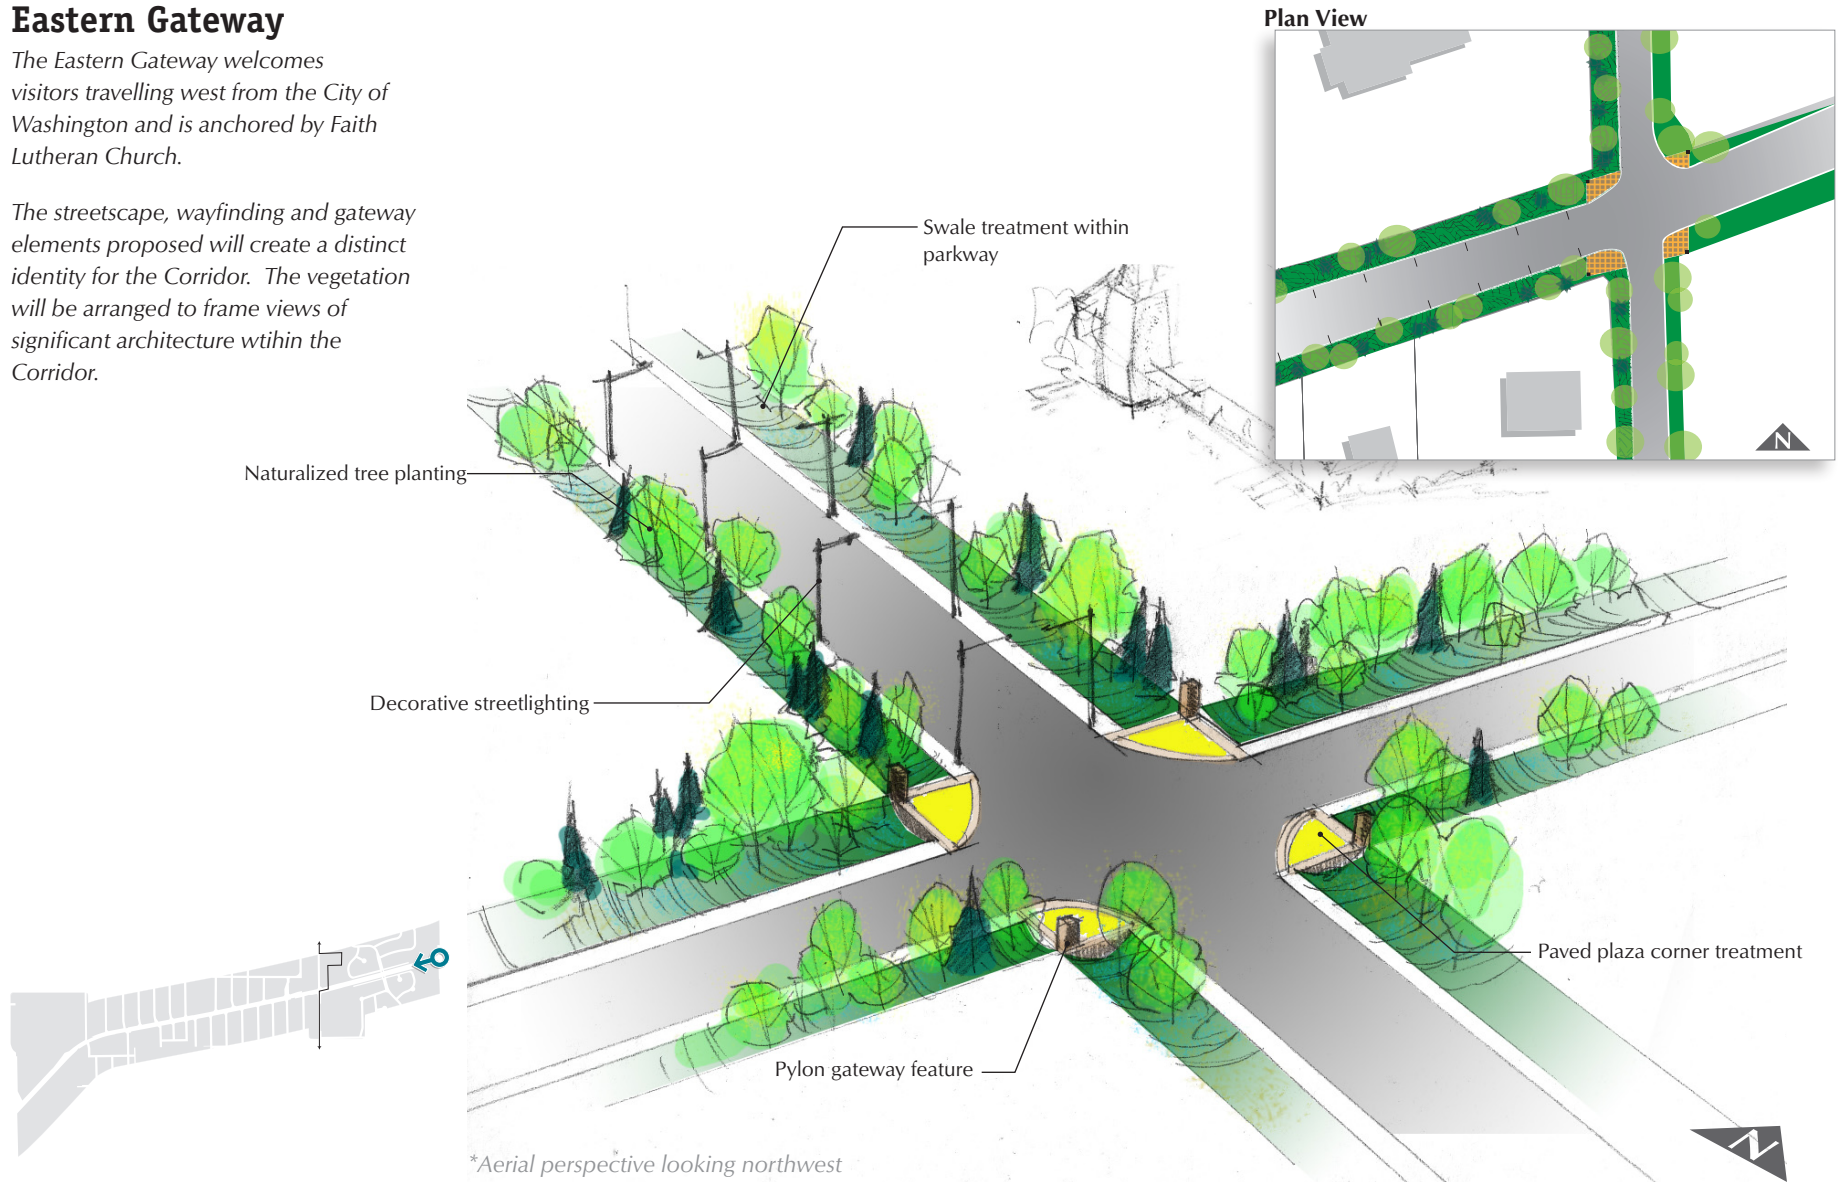 Eastern Gateway
The Eastern Gateway welcomes
visitors travelling west from the City of
Washington and is anchored by Faith
Lutheran Church.
The streetscape, wayfinding and gateway
elements proposed will create a distinct
identity for the Corridor.  The vegetation
will be arranged to frame views of
significant architecture wtihin the
Corridor.
Plan View
N
Swale treatment within
parkway
Naturalized tree planting
Decorative streetlighting
Paved plaza corner treatment
Pylon gateway feature
*Aerial perspective looking northwest
N